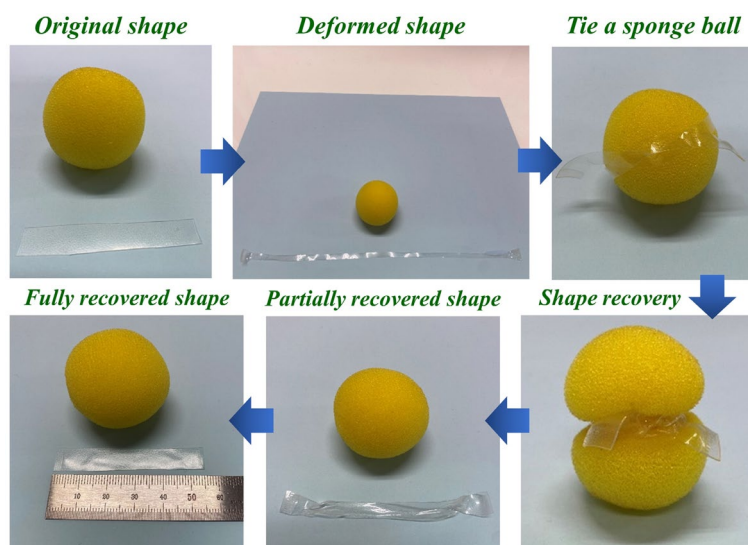 Original shape
Deformed shape
Tie a sponge ball
Fully recovered shape
Partially recovered shape
Shape recovery
10 20 30 40 50